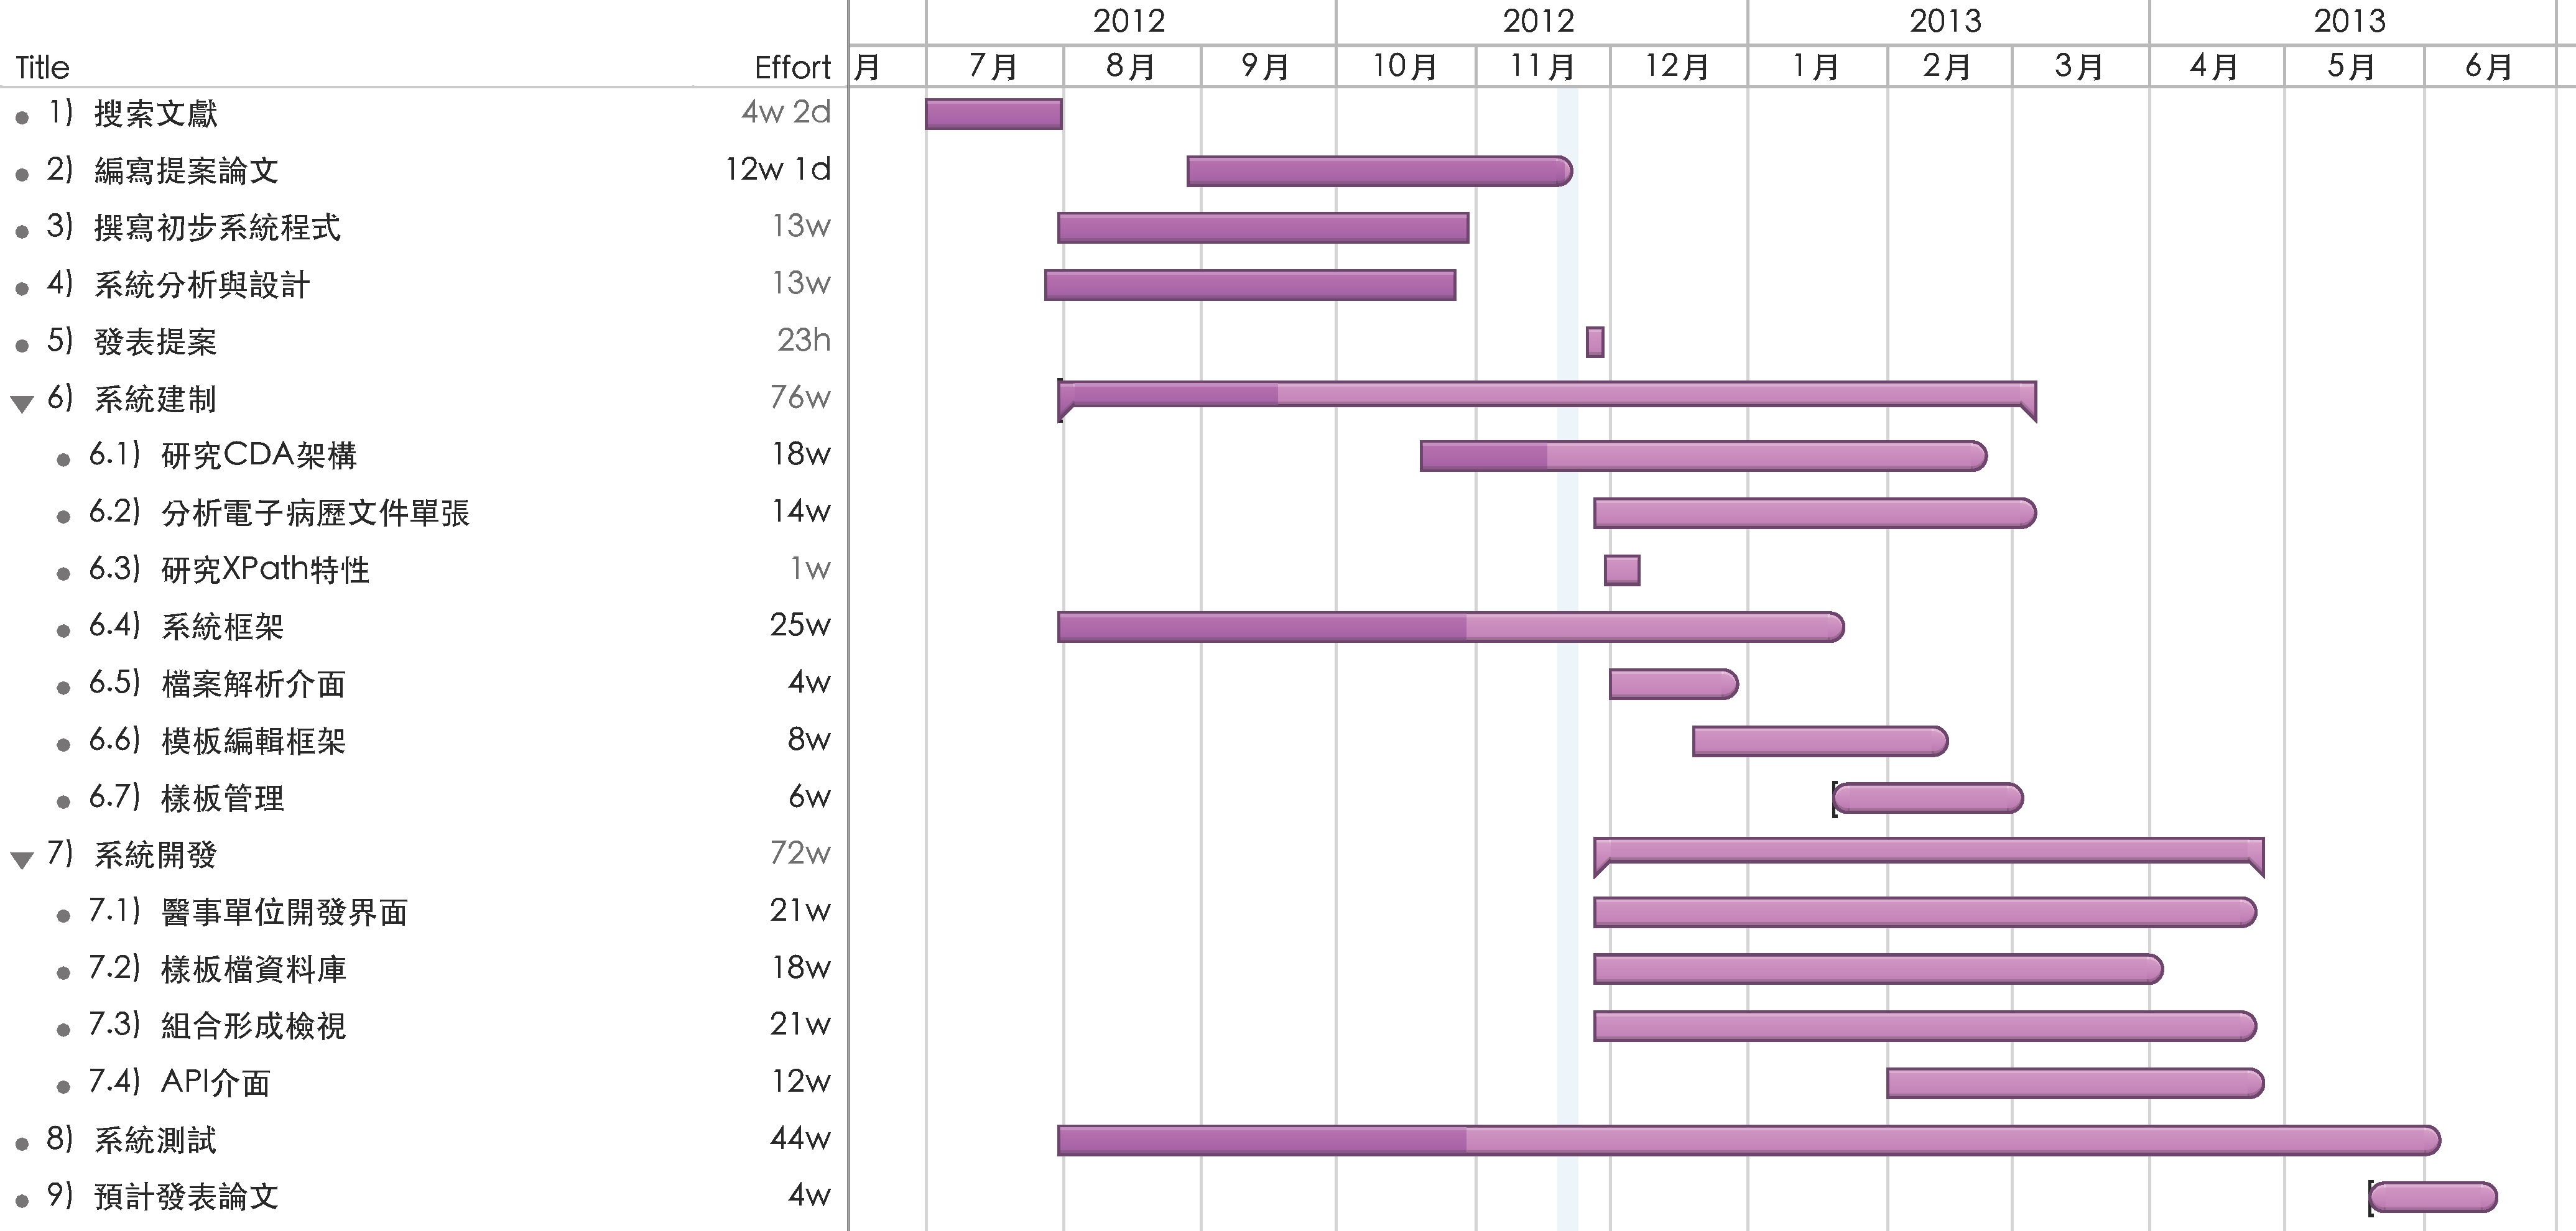 2012 2012 2013 2013
Title Effort 月 7月 8月 9月 10月 11月 12月 1月 2月 3月 4月 5月 6月
1) 搜索文獻 4w 2d
2) 編寫提案論文 12w 1d
3) 撰寫初步系統程式 13w
4) 系統分析與設計 13w
5) 發表提案 23h
6) 系統建制 76w
6.1) 研究CDA架構 18w
6.2) 分析電子病歷文件單張 14w
6.3) 研究XPath特性 1w
6.4) 系統框架 25w
6.5) 檔案解析介面 4w
6.6) 模板編輯框架 8w
6.7) 樣板管理 6w
7) 系統開發 72w
7.1) 醫事單位開發界面 21w
7.2) 樣板檔資料庫 18w
7.3) 組合形成檢視 21w
7.4) API介面 12w
8) 系統測試 44w
9) 預計發表論文 4w